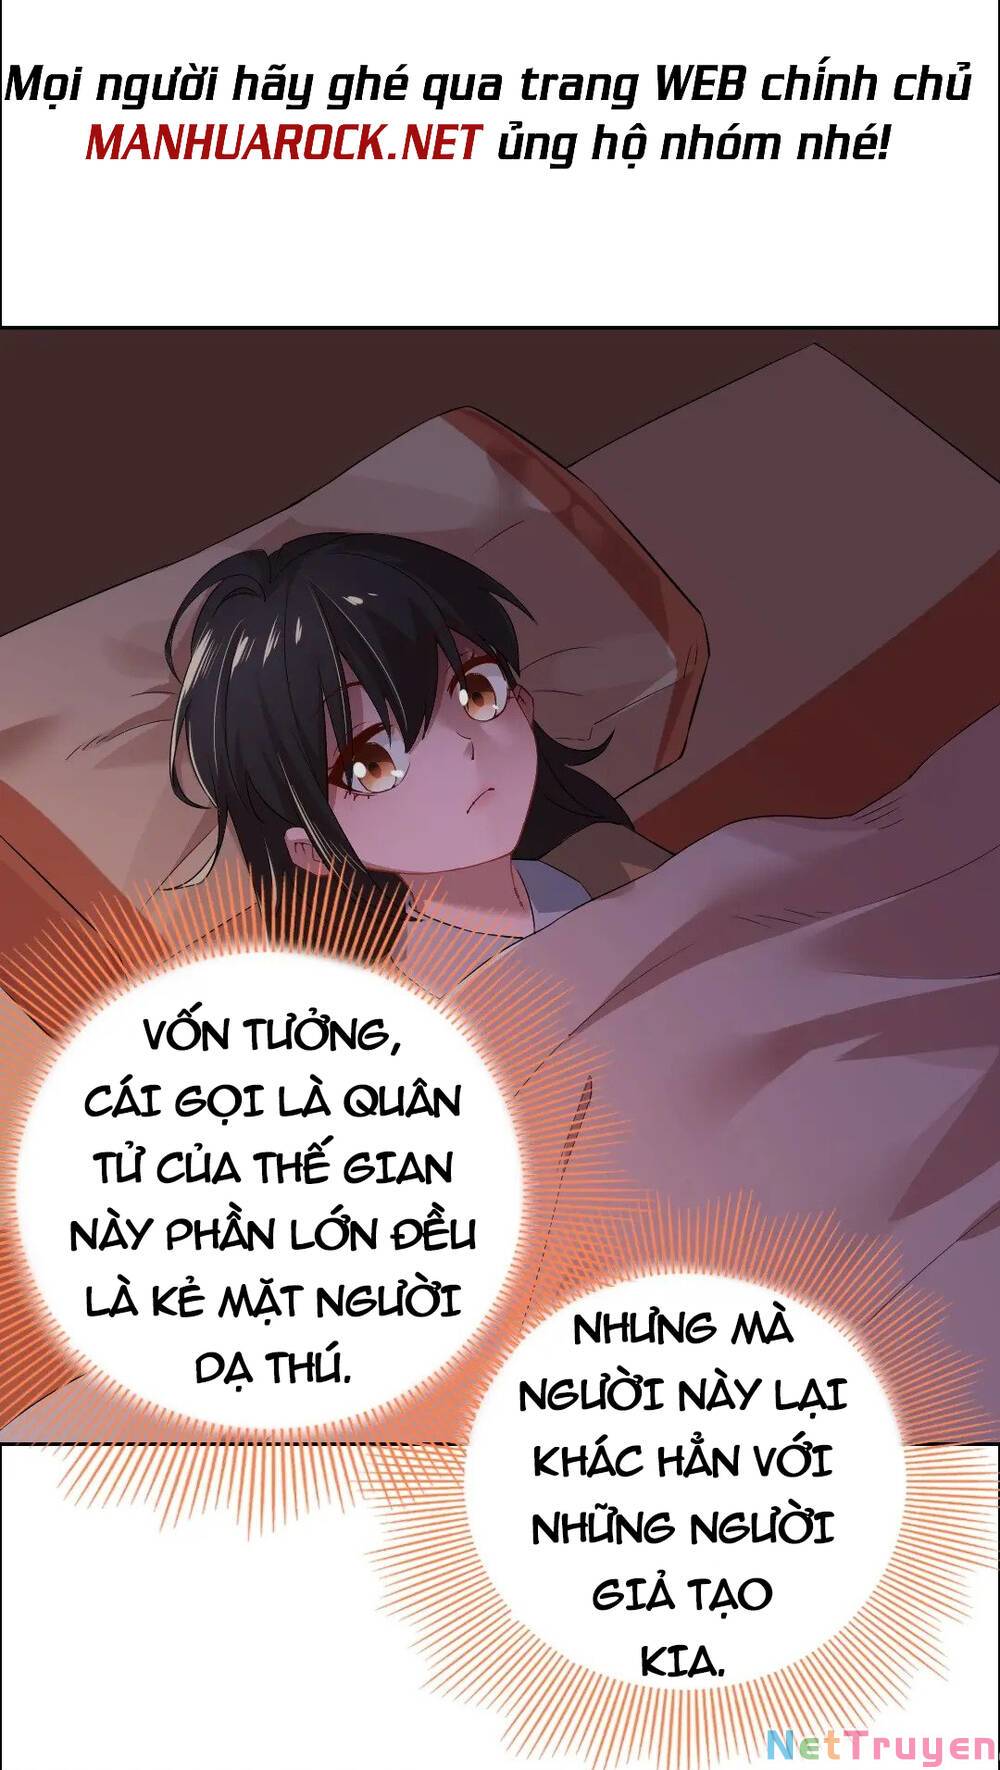 Mọi người hãy ghé qua trang WEB chính chủ
MANHUAROCK.NET ủng hộ nhóm nhé!
VỐN TƯỞNG,
CÁI GỌI LÀ QUÂN
TỬ CỦA THẾ GIAN
NÀY PHẦN LỚN ĐỀU
LÀ KẺ MẶT NGƯỜI
DẠ THÚ.
NHƯNG MÀ
NGƯỜI NÀY LẠI
KHÁC HẲN VỚI
NHỮNG NGƯỜI
GIẢ TẠO
KIA.
NetTruyen